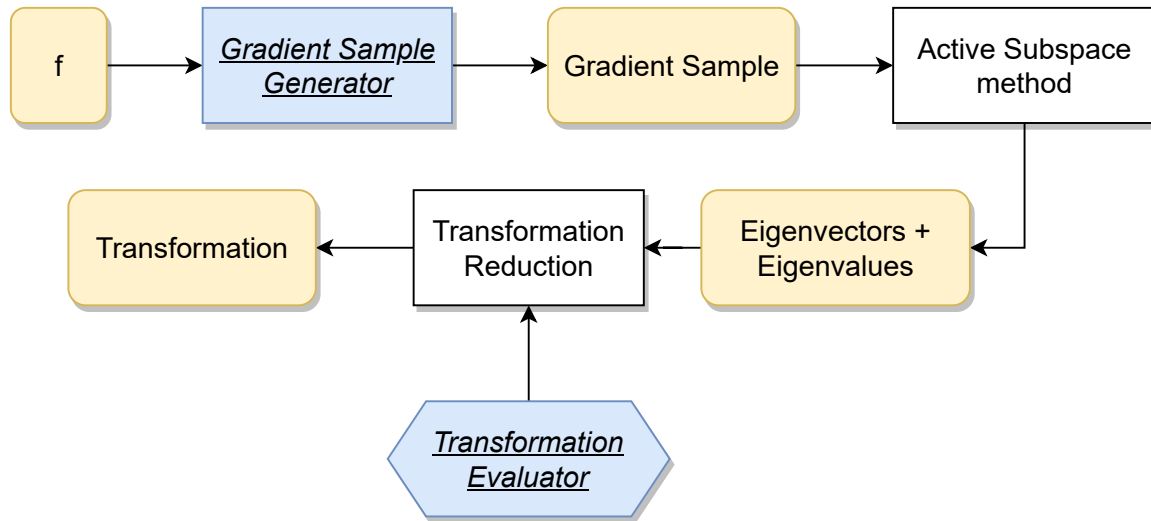 f
Gradient Sample
Generator
Gradient Sample
Active Subspace
method
Transformation
Transformation
Reduction
Eigenvectors +
Eigenvalues
Transformation
Evaluator